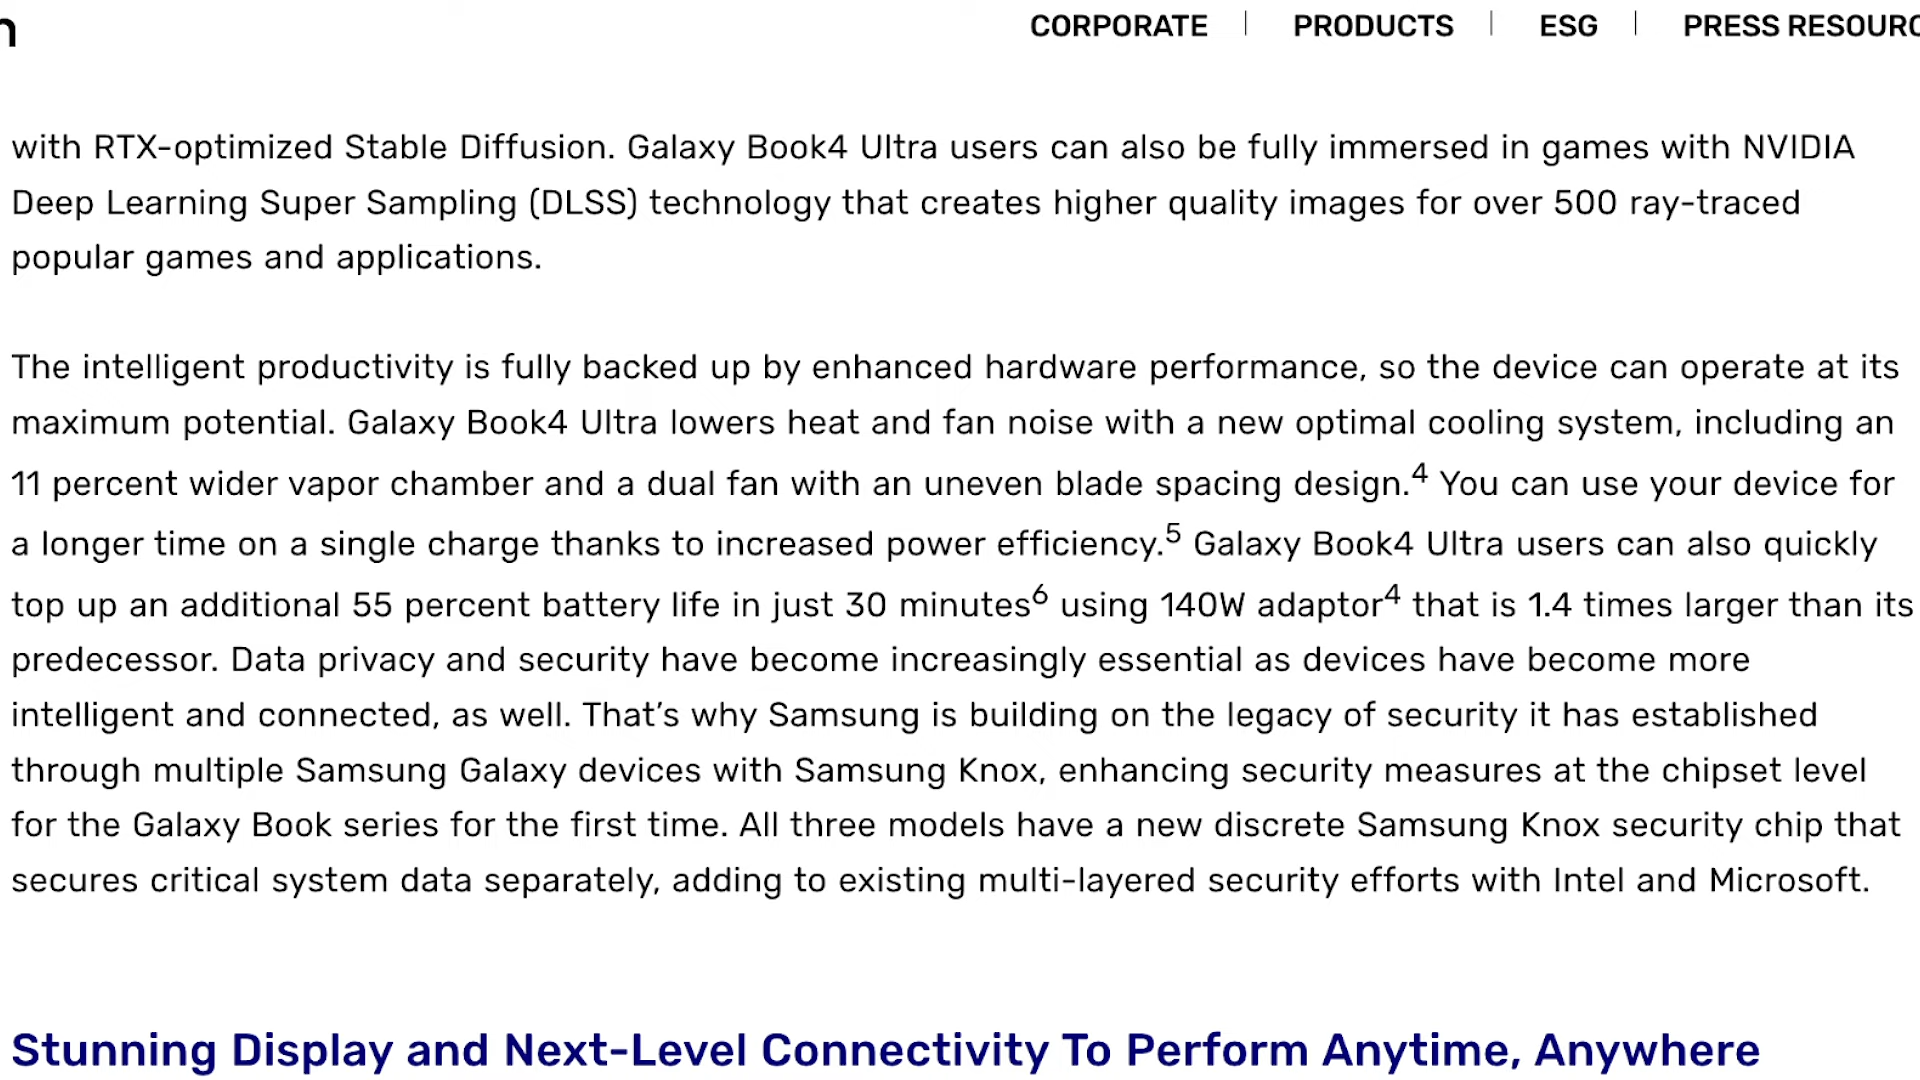 CORPORATE | PRODUCTS | ESG | PRESS RESOURC
with RTX-optimized Stable Diffusion. Galaxy Book4 Ultra users can also be fully immersed in games with NVIDIA
Deep Learning Super Sampling (DLSS) technology that creates higher quality images for over 500 ray-traced
popular games and applications.
The intelligent productivity is fully backed up by enhanced hardware performance, so the device can operate at its
maximum potential. Galaxy Book4 Ultra lowers heat and fan noise with a new optimal cooling system, including an
11 percent wider vapor chamber and a dual fan with an uneven blade spacing design.⁴ You can use your device for
a longer time on a single charge thanks to increased power efficiency.⁵ Galaxy Book4 Ultra users can also quickly
top up an additional 55 percent battery life in just 30 minutes⁶ using 140W adaptor⁴ that is 1.4 times larger than its
predecessor. Data privacy and security have become increasingly essential as devices have become more
intelligent and connected, as well. That’s why Samsung is building on the legacy of security it has established
through multiple Samsung Galaxy devices with Samsung Knox, enhancing security measures at the chipset level
for the Galaxy Book series for the first time. All three models have a new discrete Samsung Knox security chip that
secures critical system data separately, adding to existing multi-layered security efforts with Intel and Microsoft.
Stunning Display and Next-Level Connectivity To Perform Anytime, Anywhere